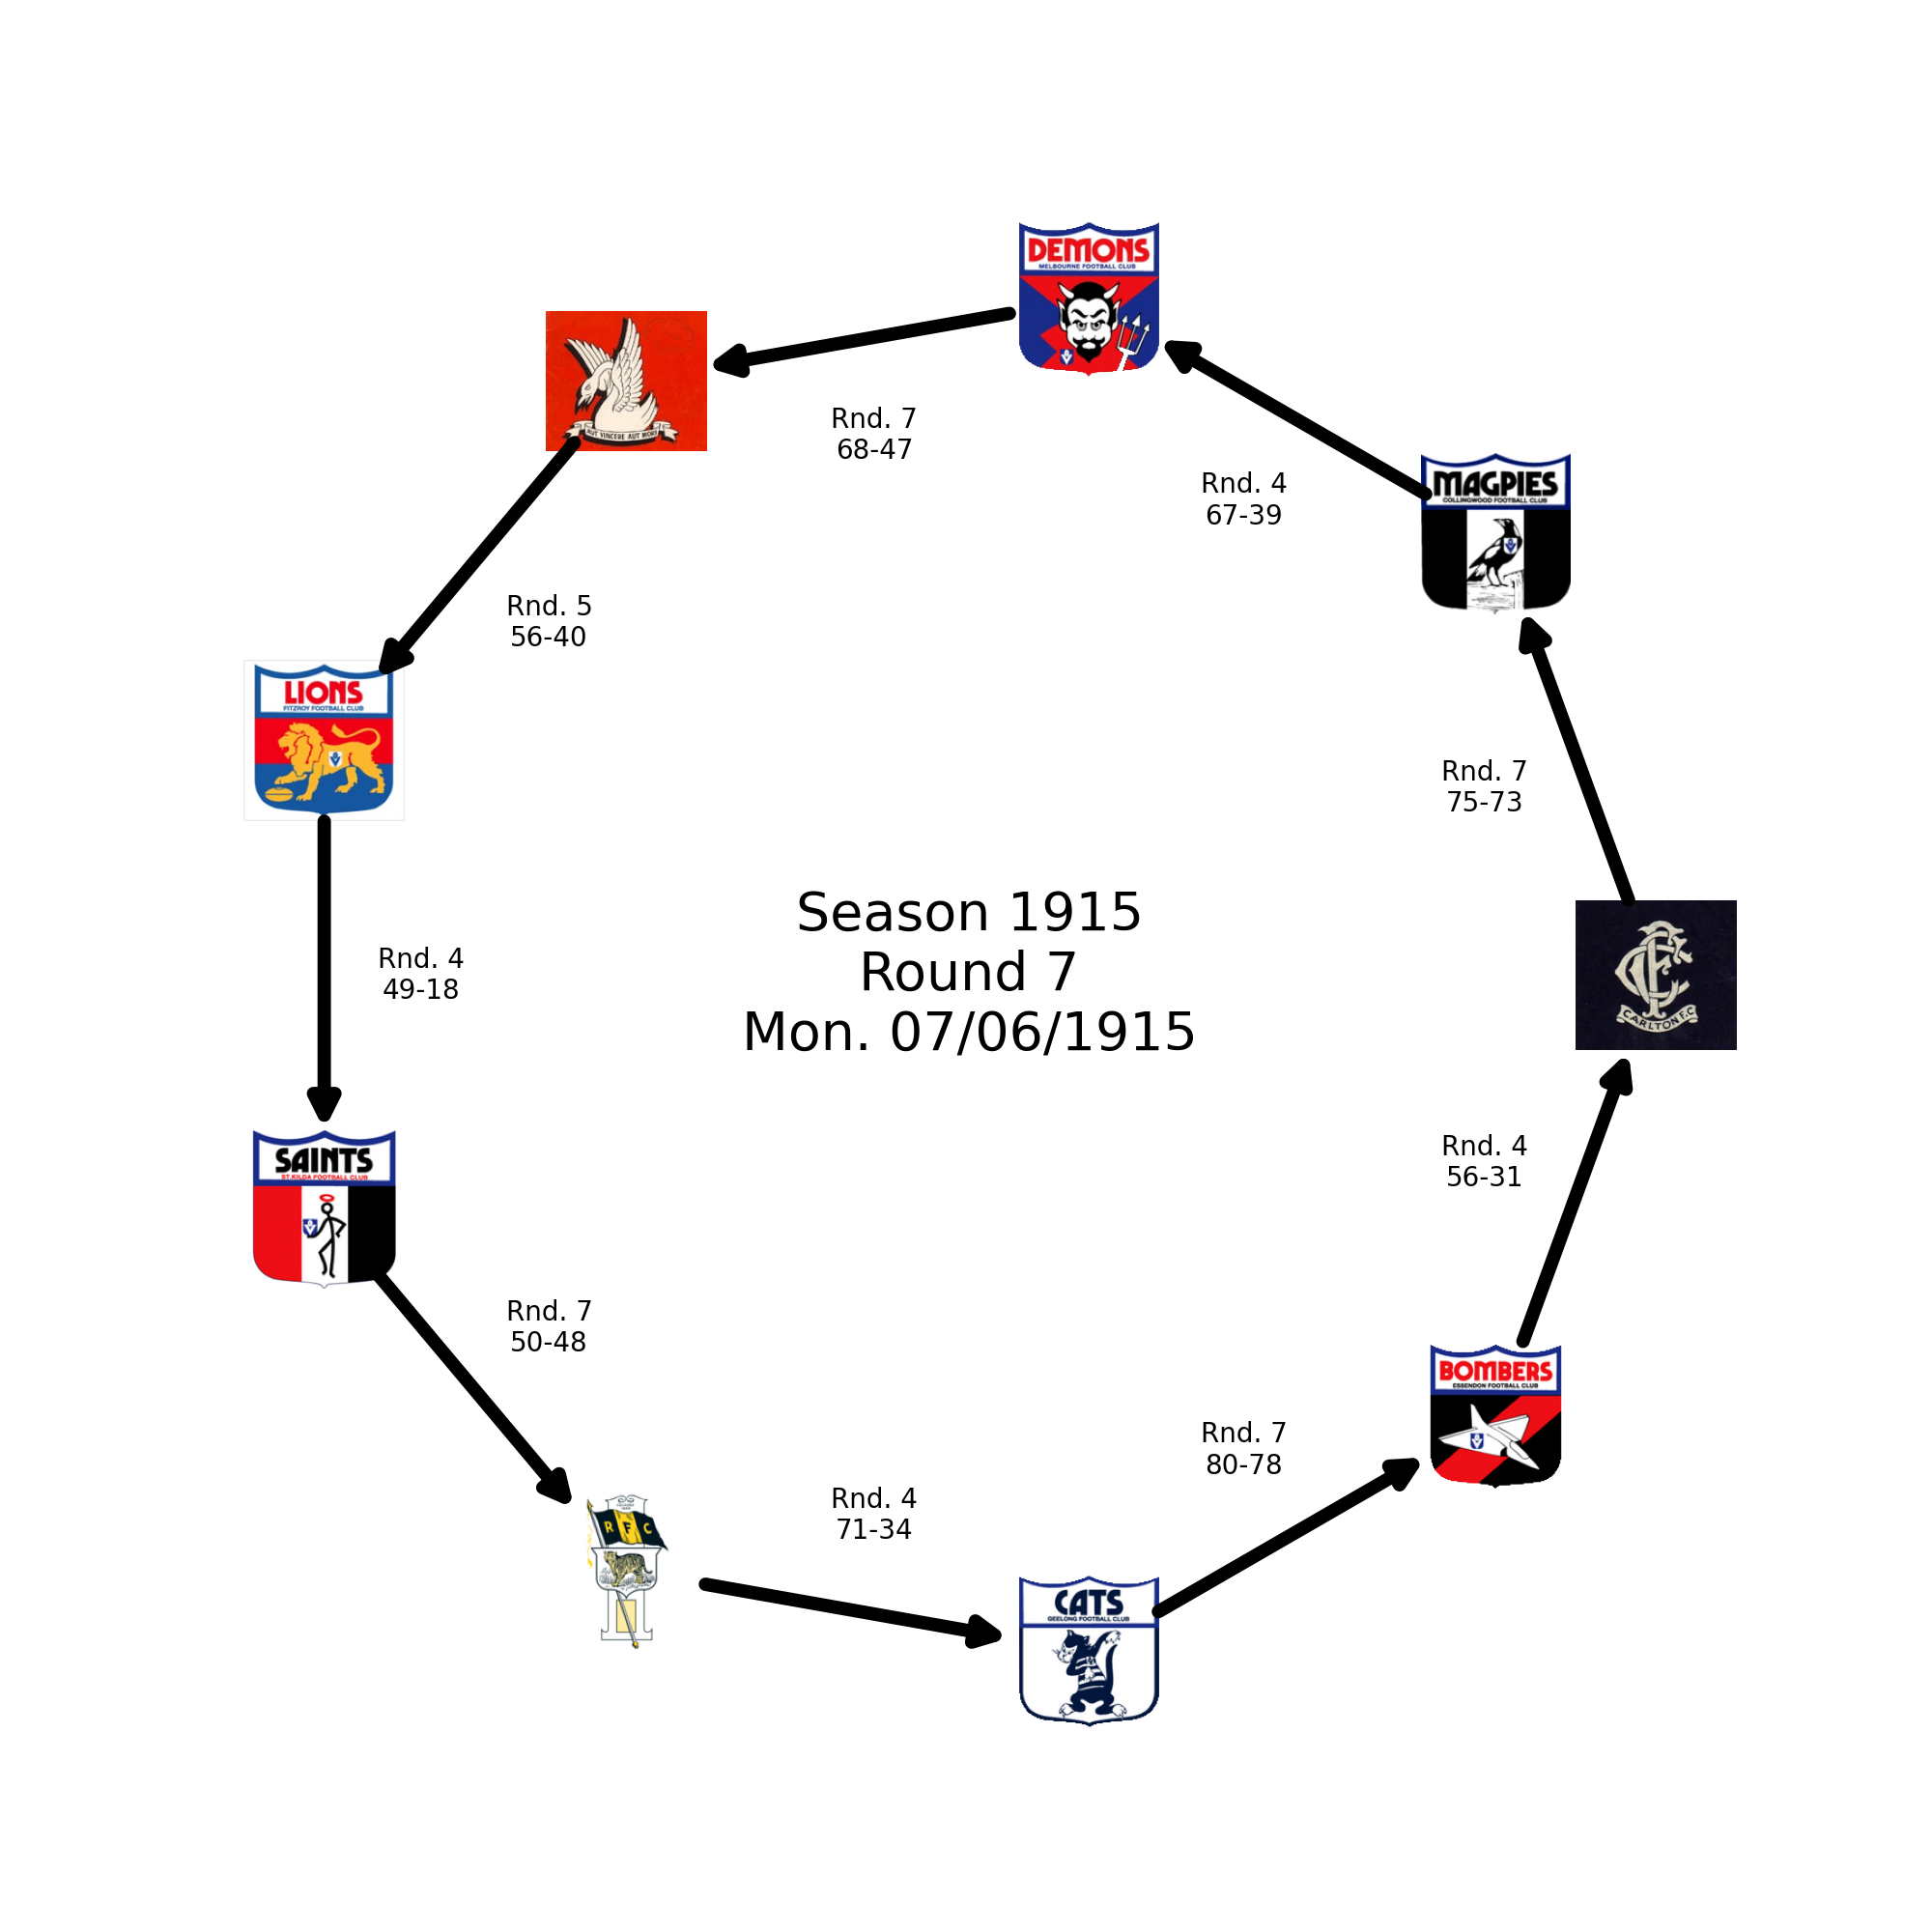 DEMONS
MELBOURNE FOOTBALL CLUB
AUT VINCERE AUT MORI
Rnd. 7
68-47
Rnd. 4
67-39
MAGPIES
COLLINGWOOD FOOTBALL CLUB
Rnd. 5
56-40
LIONS
FITZROY FOOTBALL CLUB
Rnd. 7
75-73
Season 1915
Round 7
Mon. 07/06/1915
Rnd. 4
49-18
CFC
CARLTON F.C
SAINTS
ST.KILDA FOOTBALL CLUB
Rnd. 4
56-31
Rnd. 7
50-48
BOMBERS
ESSENDON FOOTBALL CLUB
Rnd. 7
80-78
Rnd. 4
71-34
R F C
CATS
GEELONG FOOTBALL CLUB